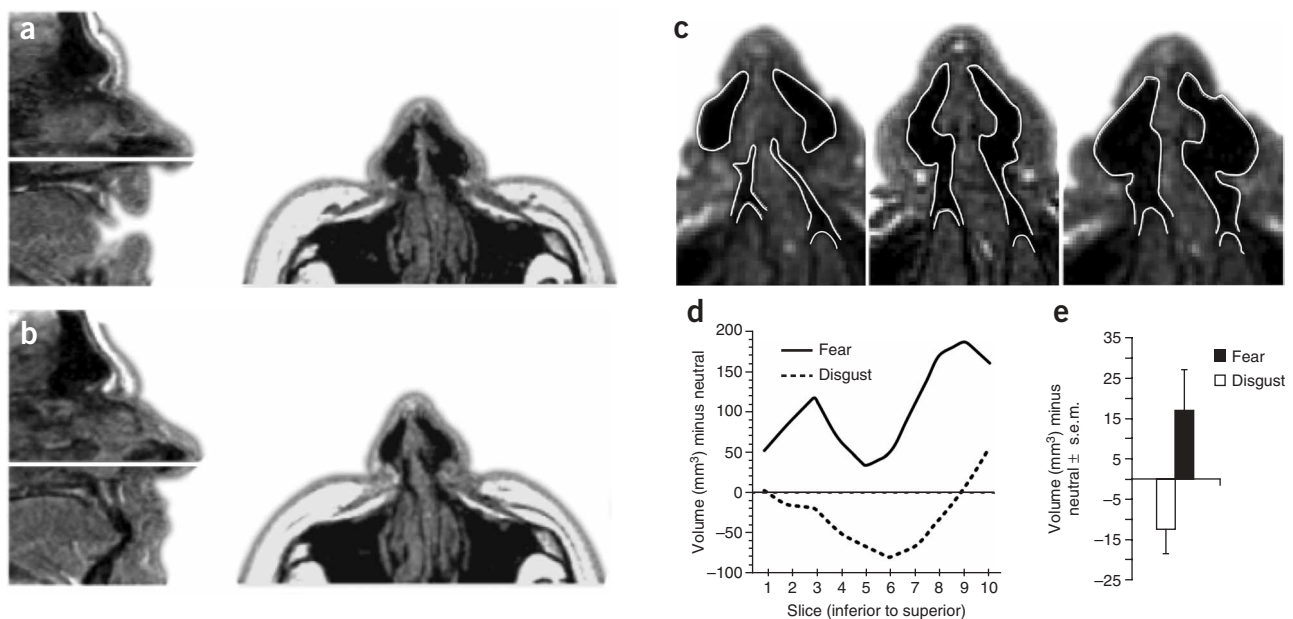 a
b
c
d
Volume (mm³) minus neutral
200
150
100
50
0
−50
−100
Fear
Disgust
1 2 3 4 5 6 7 8 9 10
Slice (inferior to superior)
e
Volume (mm³) minus
neutral ± s.e.m.
35
25
15
5
−5
−15
−25
Fear
Disgust